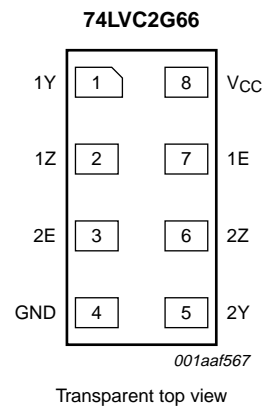 74LVC2G66
1Y 1 8 VCC
1Z 2 7 1E
2E 3 6 2Z
GND 4 5 2Y
001aaf567
Transparent top view